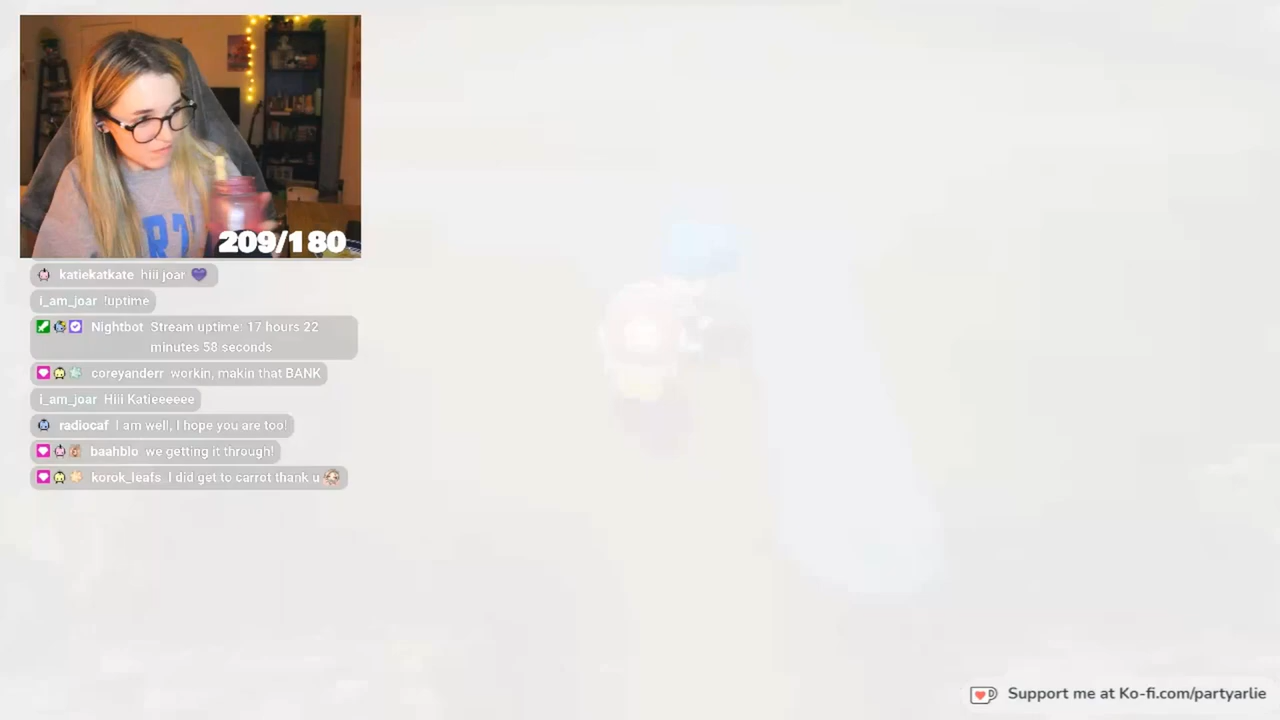 209/180
katiekatkate hiii joar
i_am_joar !uptime
Nightbot Stream uptime: 17 hours 22
minutes 58 seconds
coreyanderr workin, makin that BANK
i_am_joar Hiii Katieeeeee
radiocaf I am well, I hope you are too!
baahblo we getting it through!
korok_leafs I did get to carrot thank u
Support me at Ko-fi.com/partyarlie